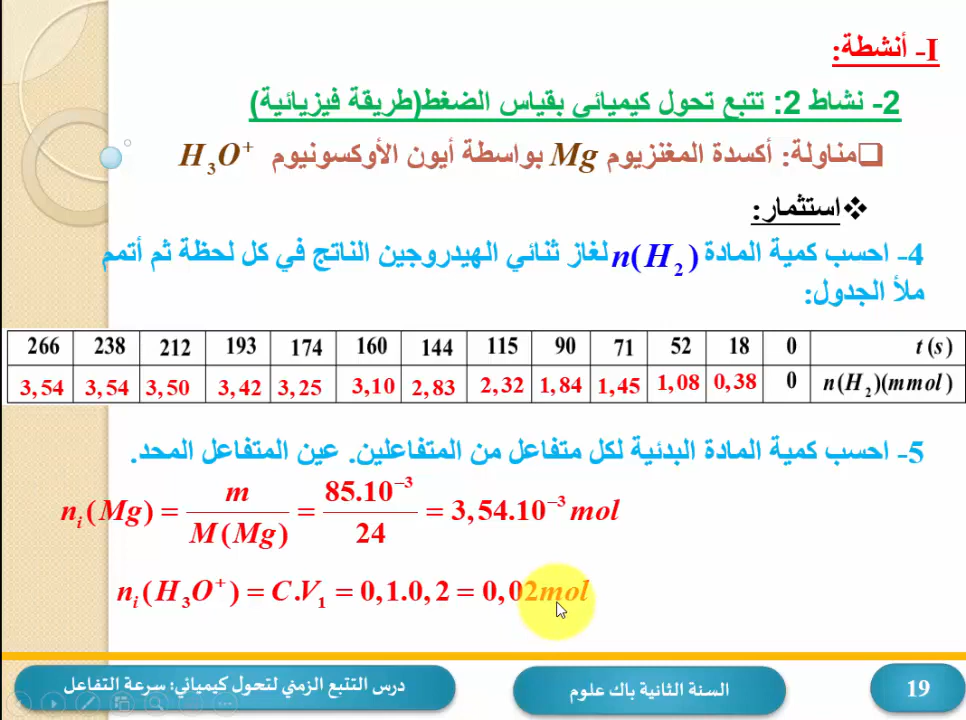 I- أنشطة:
2- نشاط 2: تتبع تحول كيميائي بقياس الضغط(طريقة فيزيائية)
❑مناولة: أكسدة المغنزيوم Mg بواسطة أيون الأوكسونيوم H₃O⁺
❖استثمار:
4- احسب كمية المادة n(H₂) لغاز ثنائي الهيدروجين الناتج في كل لحظة ثم أتمم
ملأ الجدول:
t (s) 0 18 52 71 90 115 144 160 174 193 212 238 266
n(H₂)(mmol) 0 0,38 1,08 1,45 1,84 2,32 2,83 3,10 3,25 3,42 3,50 3,54 3,54
5- احسب كمية المادة البدئية لكل متفاعل من المتفاعلين. عين المتفاعل المحد.
nᵢ(Mg) = m / M(Mg) = 85.10⁻³ / 24 = 3,54.10⁻³ mol
nᵢ(H₃O⁺) = C.V₁ = 0,1.0,2 = 0,02mol
19
السنة الثانية باك علوم
درس التتبع الزمني لتحول كيميائي: سرعة التفاعل